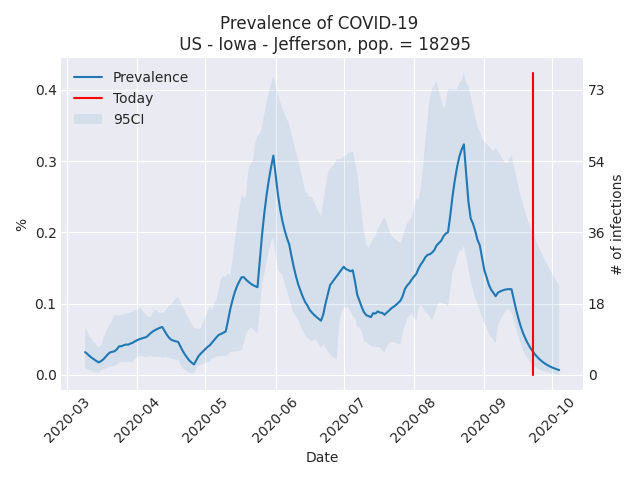 Prevalence of COVID-19
US - Iowa - Jefferson, pop. = 18295
Prevalence
Today
95CI
%
0.4
0.3
0.2
0.1
0.0
73
54
36
18
0
# of infections
2020-03
2020-04
2020-05
2020-06
2020-07
2020-08
2020-09
2020-10
Date